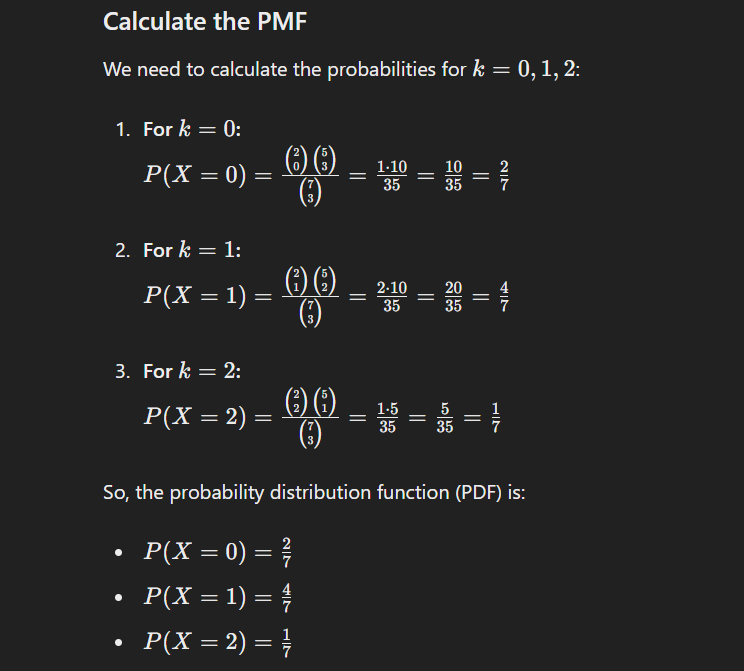 Calculate the PMF
We need to calculate the probabilities for $k = 0, 1, 2$:
1. For $k = 0$:
$P(X = 0) = \frac{\binom{2}{0}\binom{5}{3}}{\binom{7}{3}} = \frac{1 \cdot 10}{35} = \frac{10}{35} = \frac{2}{7}$
2. For $k = 1$:
$P(X = 1) = \frac{\binom{2}{1}\binom{5}{2}}{\binom{7}{3}} = \frac{2 \cdot 10}{35} = \frac{20}{35} = \frac{4}{7}$
3. For $k = 2$:
$P(X = 2) = \frac{\binom{2}{2}\binom{5}{1}}{\binom{7}{3}} = \frac{1 \cdot 5}{35} = \frac{5}{35} = \frac{1}{7}$
So, the probability distribution function (PDF) is:
• $P(X = 0) = \frac{2}{7}$
• $P(X = 1) = \frac{4}{7}$
• $P(X = 2) = \frac{1}{7}$